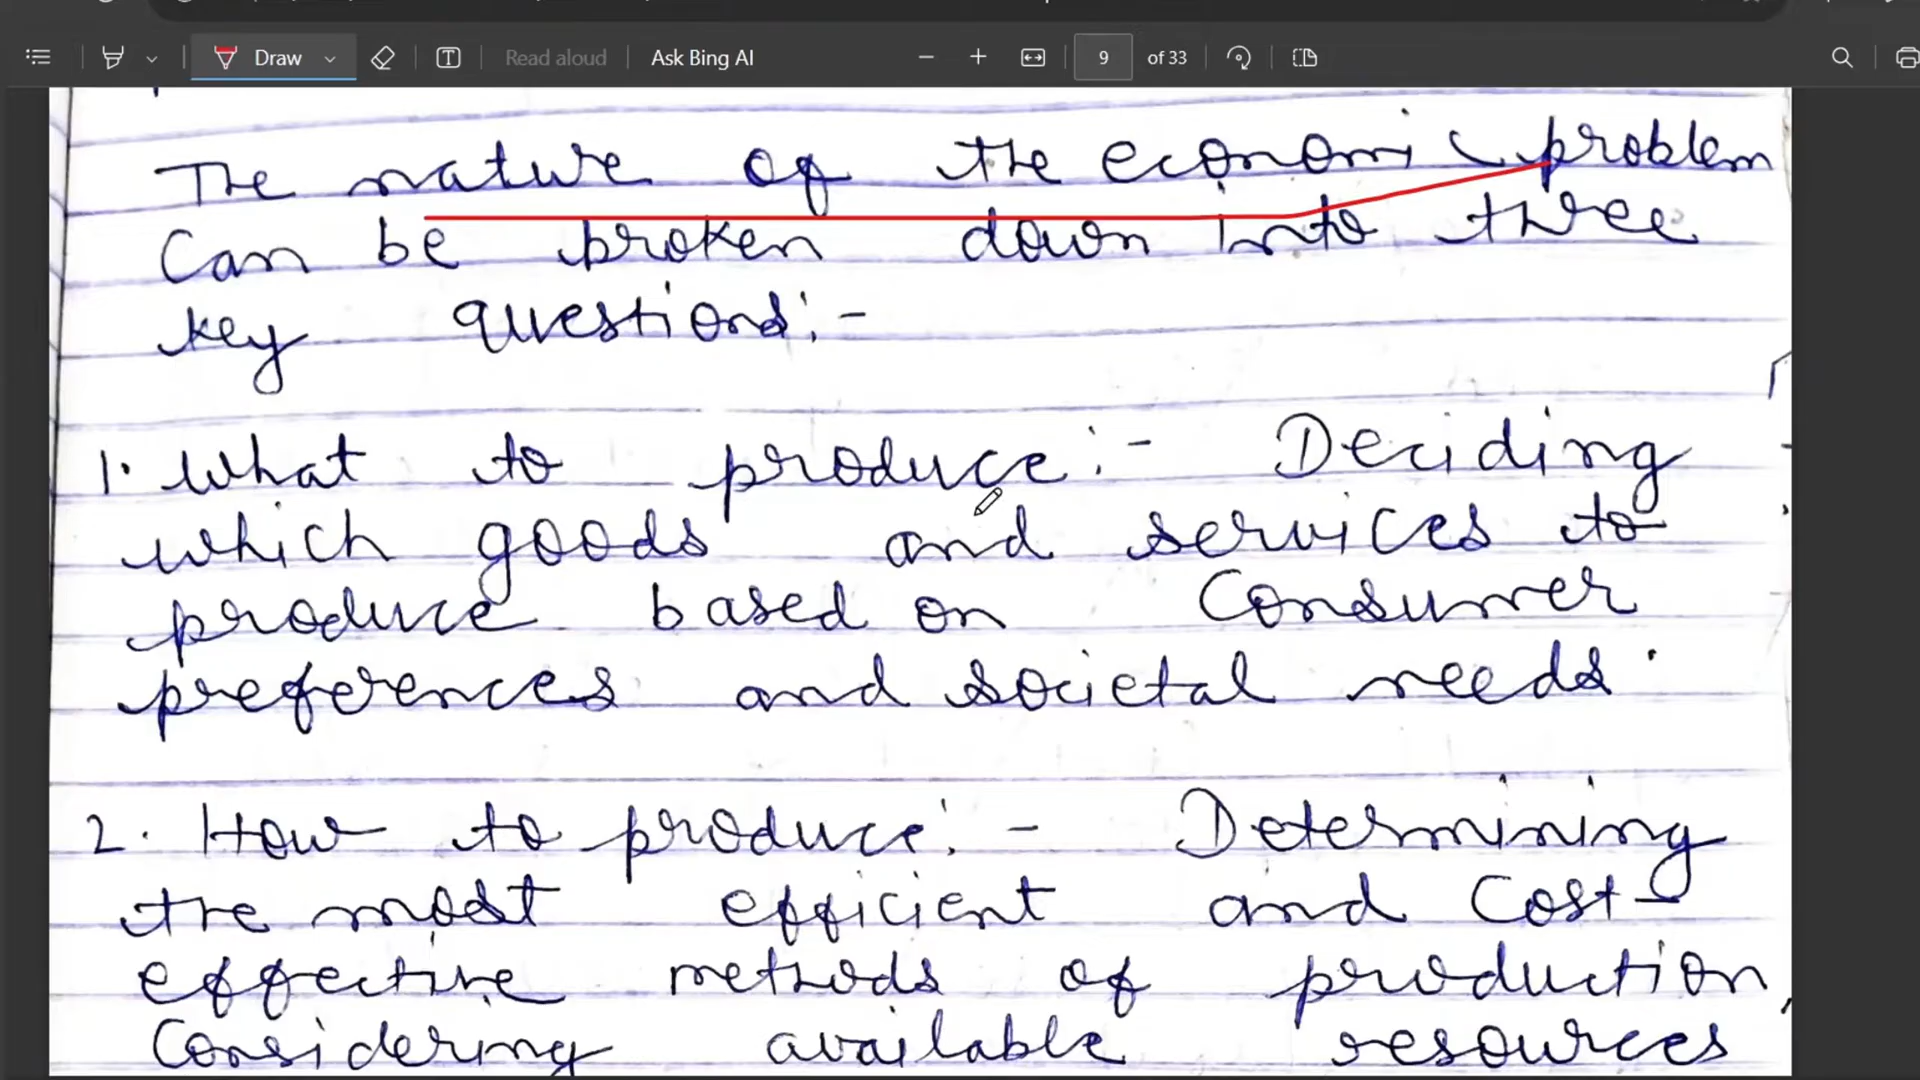 Draw
Read aloud
Ask Bing AI
9 of 33
The nature of the economic problem
Can be broken down into three
key questions:-
1. What to produce:- Deciding
which goods and services to
produce based on Consumer
preferences and societal needs.
2. How to produce:- Determining
the most efficient and Cost-
effective methods of production,
Considering available resources